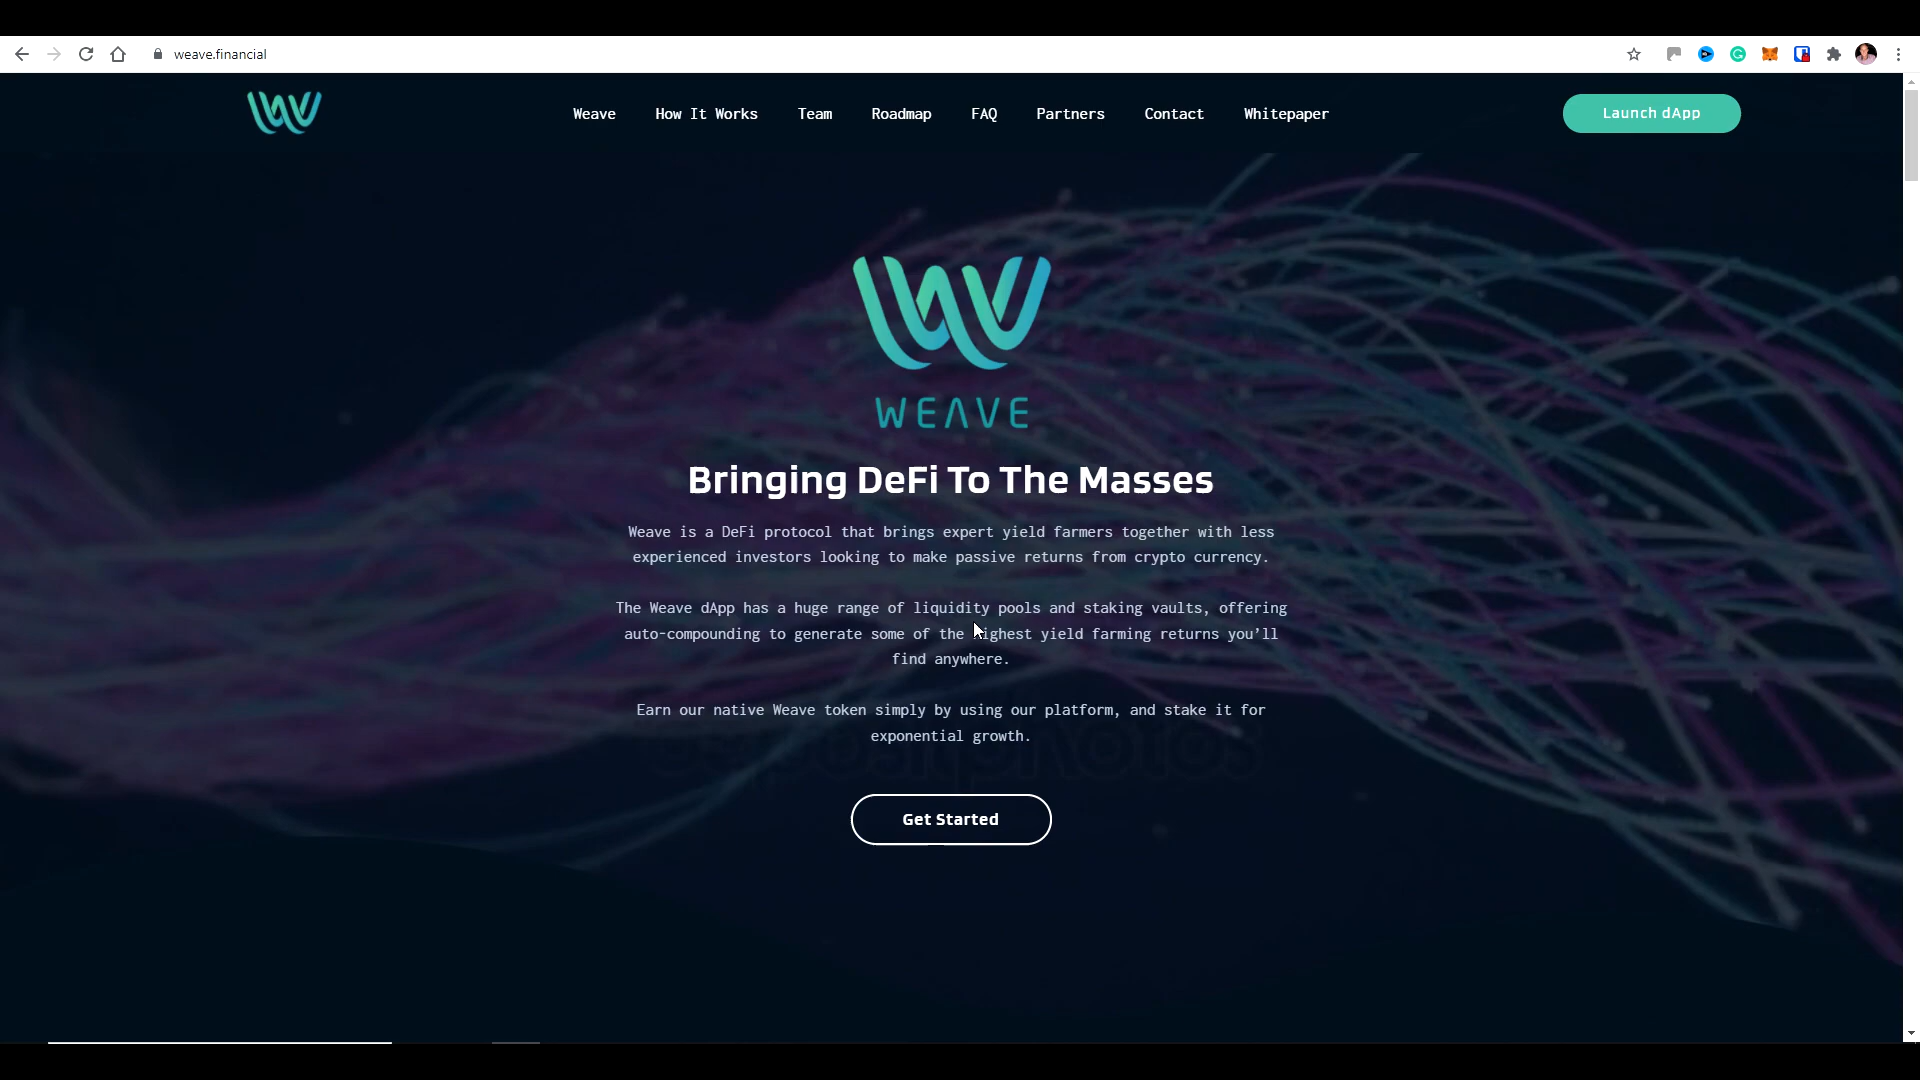 weave.financial
Weave How It Works Team Roadmap FAQ Partners Contact Whitepaper Launch dApp
WEAVE
Bringing DeFi To The Masses
Weave is a DeFi protocol that brings expert yield farmers together with less
experienced investors looking to make passive returns from crypto currency.
The Weave dApp has a huge range of liquidity pools and staking vaults, offering
auto-compounding to generate some of the highest yield farming returns you’ll
find anywhere.
Earn our native Weave token simply by using our platform, and stake it for
exponential growth.
depositphotos
Get Started